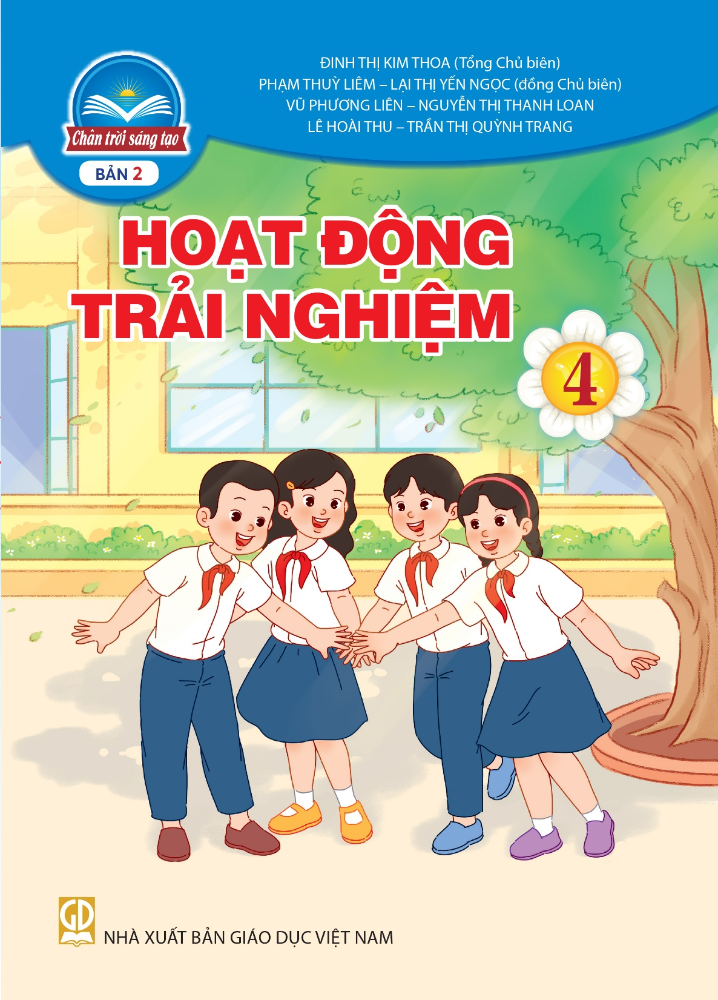 ĐINH THỊ KIM THOA (Tổng Chủ biên)
PHẠM THUỲ LIÊM – LẠI THỊ YẾN NGỌC (đồng Chủ biên)
VŨ PHƯƠNG LIÊN – NGUYỄN THỊ THANH LOAN
LÊ HOÀI THU – TRẦN THỊ QUỲNH TRANG
Chân trời sáng tạo
BẢN 2
HOẠT ĐỘNG
TRẢI NGHIỆM
4
GD
NHÀ XUẤT BẢN GIÁO DỤC VIỆT NAM